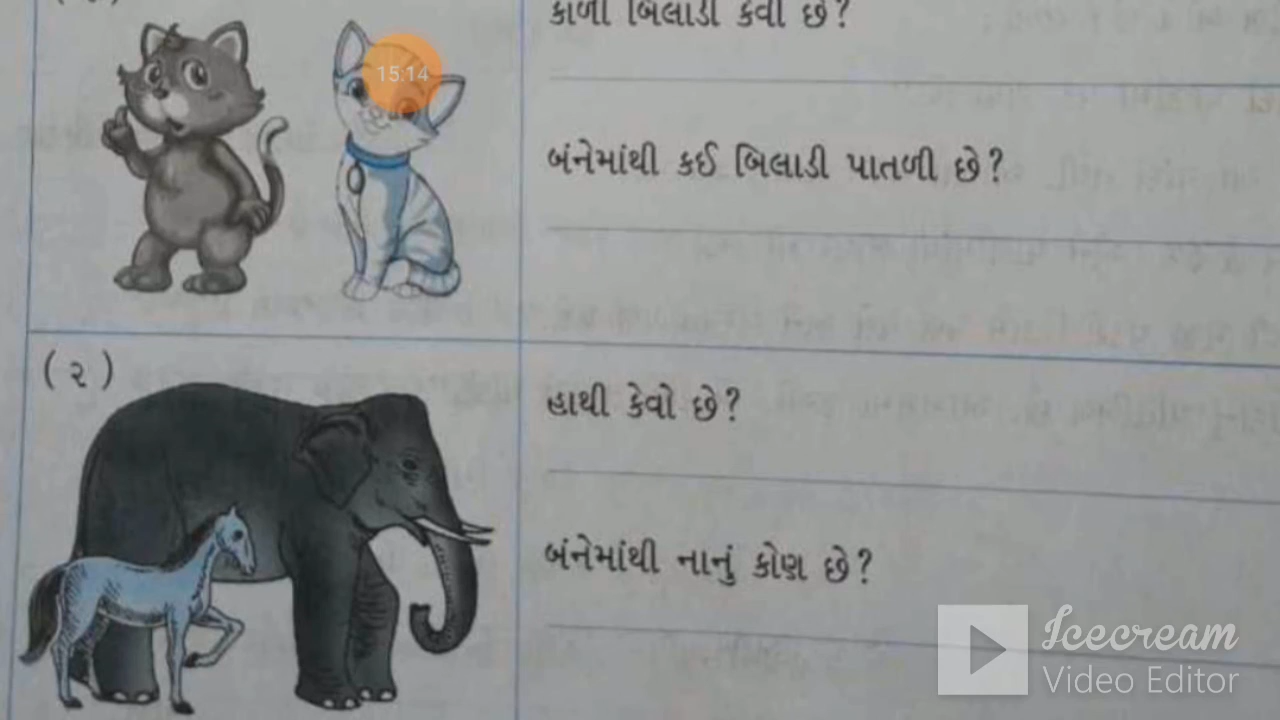 કાળી બિલાડી કેવી છે?
15:14
બંનેમાંથી કઈ બિલાડી પાતળી છે?
(૨)
હાથી કેવો છે?
બંનેમાંથી નાનું કોણ છે?
Icecream
Video Editor